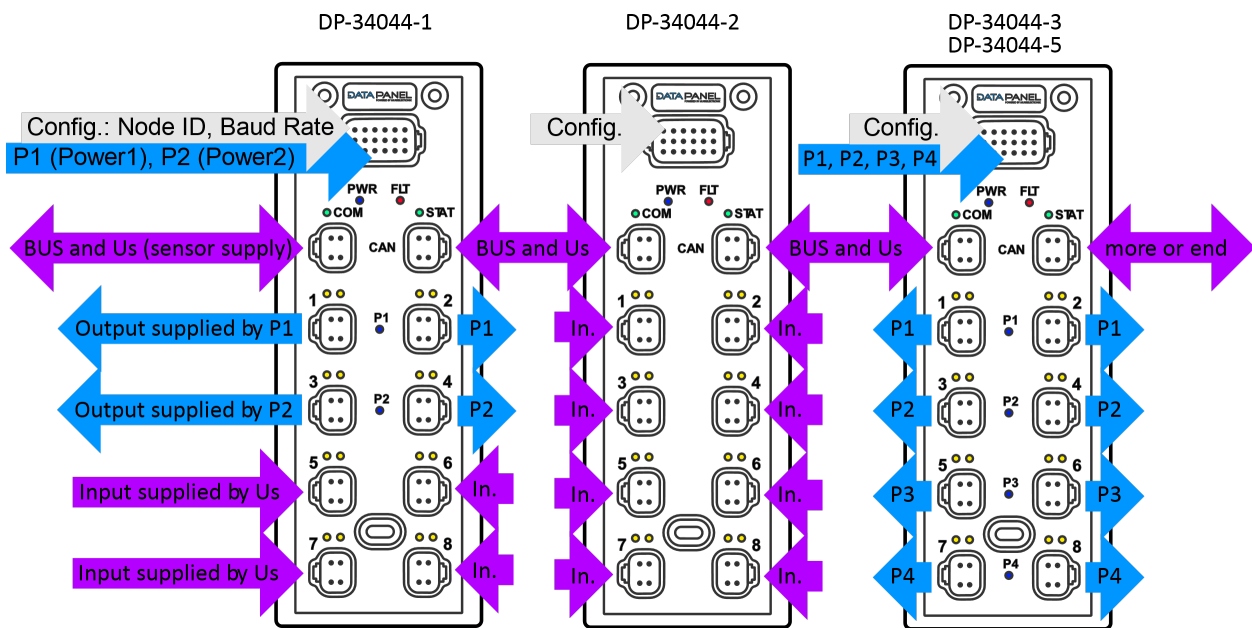 DP-34044-1
DP-34044-2
DP-34044-3
DP-34044-5
DATA PANEL
DATA PANEL
DATA PANEL
Config.: Node ID, Baud Rate
Config.
Config.
P1 (Power1), P2 (Power2)
P1, P2, P3, P4
PWR FLT
PWR FLT
PWR FLT
COM STAT
COM STAT
COM STAT
BUS and Us (sensor supply)
CAN
BUS and Us
CAN
BUS and Us
CAN
more or end
1 2
1 2
1 2
Output supplied by P1
P1
P1
In.
In.
P1
P1
P1
3 4
3 4
3 4
Output supplied by P2
P2
P2
In.
In.
P2
P2
P2
5 6
5 6
5 6
Input supplied by Us
In.
In.
In.
P3
P3
P3
7 8
7 8
7 8
Input supplied by Us
In.
In.
In.
P4
P4
P4